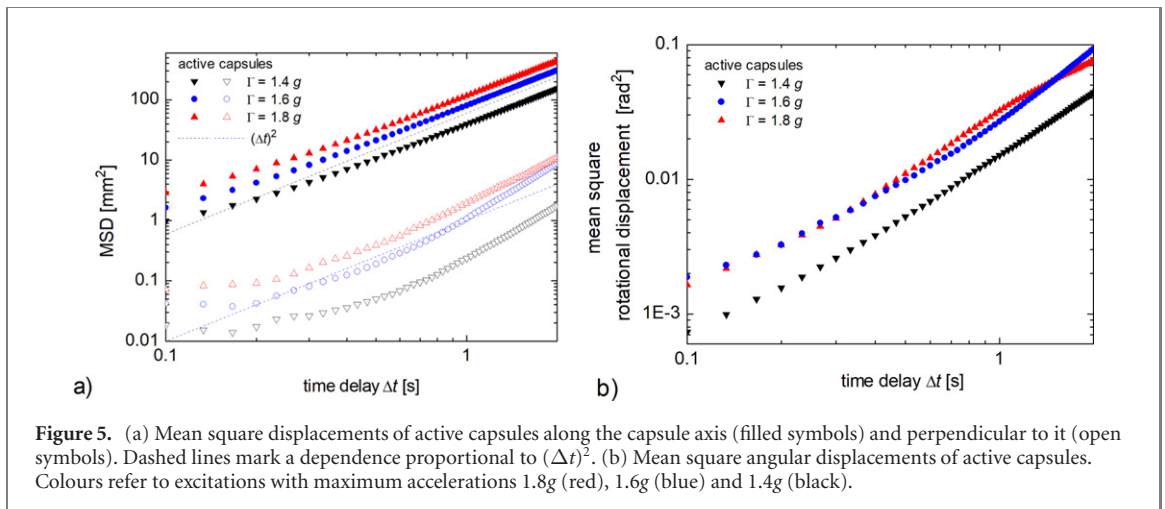 active capsules
Γ = 1.4 g
Γ = 1.6 g
Γ = 1.8 g
(Δt)²
MSD [mm²]
100
10
1
0.1
0.01
0.1
1
time delay Δt [s]
a)
active capsules
Γ = 1.4 g
Γ = 1.6 g
Γ = 1.8 g
mean square
rotational displacement [rad²]
0.1
0.01
1E-3
0.1
1
time delay Δt [s]
b)
Figure 5. (a) Mean square displacements of active capsules along the capsule axis (filled symbols) and perpendicular to it (open
symbols). Dashed lines mark a dependence proportional to (Δt)². (b) Mean square angular displacements of active capsules.
Colours refer to excitations with maximum accelerations 1.8g (red), 1.6g (blue) and 1.4g (black).